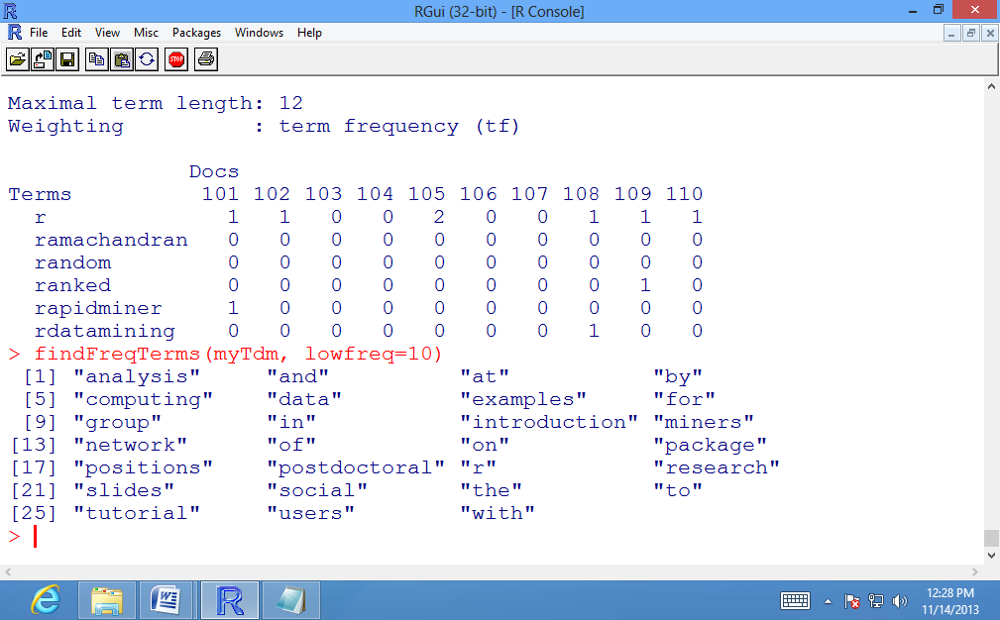 RGui (32-bit) - [R Console]
File Edit View Misc Packages Windows Help
STOP
Maximal term length: 12
Weighting           : term frequency (tf)
              Docs
Terms          101 102 103 104 105 106 107 108 109 110
  r              1   1   0   0   2   0   0   1   1   1
  ramachandran   0   0   0   0   0   0   0   0   0   0
  random         0   0   0   0   0   0   0   0   0   0
  ranked         0   0   0   0   0   0   0   0   1   0
  rapidminer     1   0   0   0   0   0   0   0   0   0
  rdatamining    0   0   0   0   0   0   0   1   0   0
> findFreqTerms(myTdm, lowfreq=10)
 [1] "analysis"     "and"          "at"           "by"
 [5] "computing"    "data"         "examples"     "for"
 [9] "group"        "in"           "introduction" "miners"
[13] "network"      "of"           "on"           "package"
[17] "positions"    "postdoctoral" "r"            "research"
[21] "slides"       "social"       "the"          "to"
[25] "tutorial"     "users"        "with"
>
12:28 PM
11/14/2013